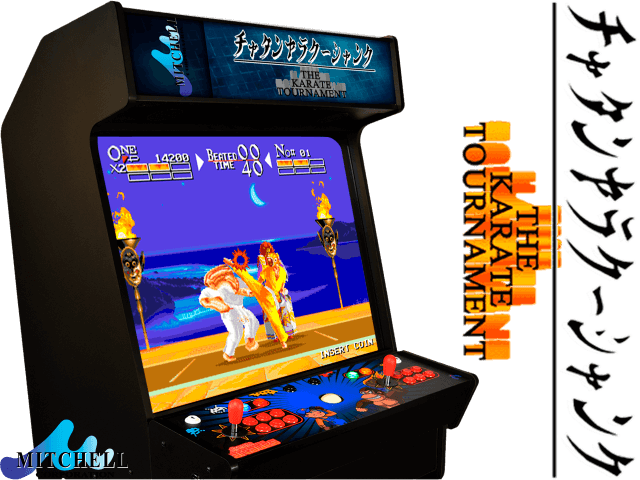 MITCHELL
チャタンヤラクーシャンク
THE
KARATE
TOURNAMENT
ONE P 14200
X2
BEATED 00
TIME 40
No 01
INSERT COIN
MITCHELL
THE
KARATE
TOURNAMENT
チャタンヤラクーシャンク